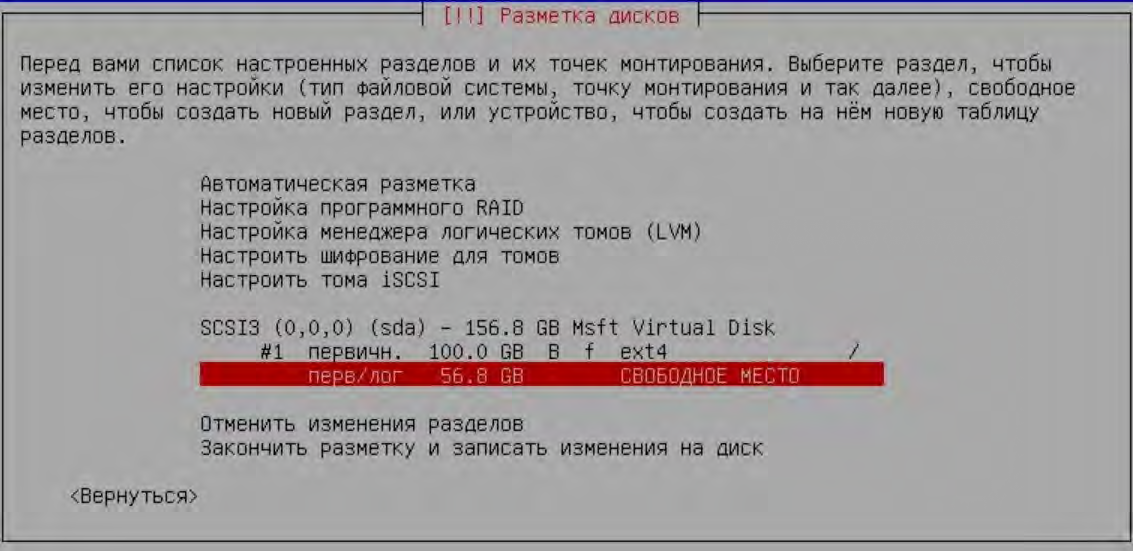 [!!] Разметка дисков
Перед вами список настроенных разделов и их точек монтирования. Выберите раздел, чтобы
изменить его настройки (тип файловой системы, точку монтирования и так далее), свободное
место, чтобы создать новый раздел, или устройство, чтобы создать на нём новую таблицу
разделов.
Автоматическая разметка
Настройка программного RAID
Настройка менеджера логических томов (LVM)
Настроить шифрование для томов
Настроить тома iSCSI
SCSI3 (0,0,0) (sda) - 156.8 GB Msft Virtual Disk
#1 первичн. 100.0 GB B f ext4 /
перв/лог 56.8 GB СВОБОДНОЕ МЕСТО
Отменить изменения разделов
Закончить разметку и записать изменения на диск
<Вернуться>